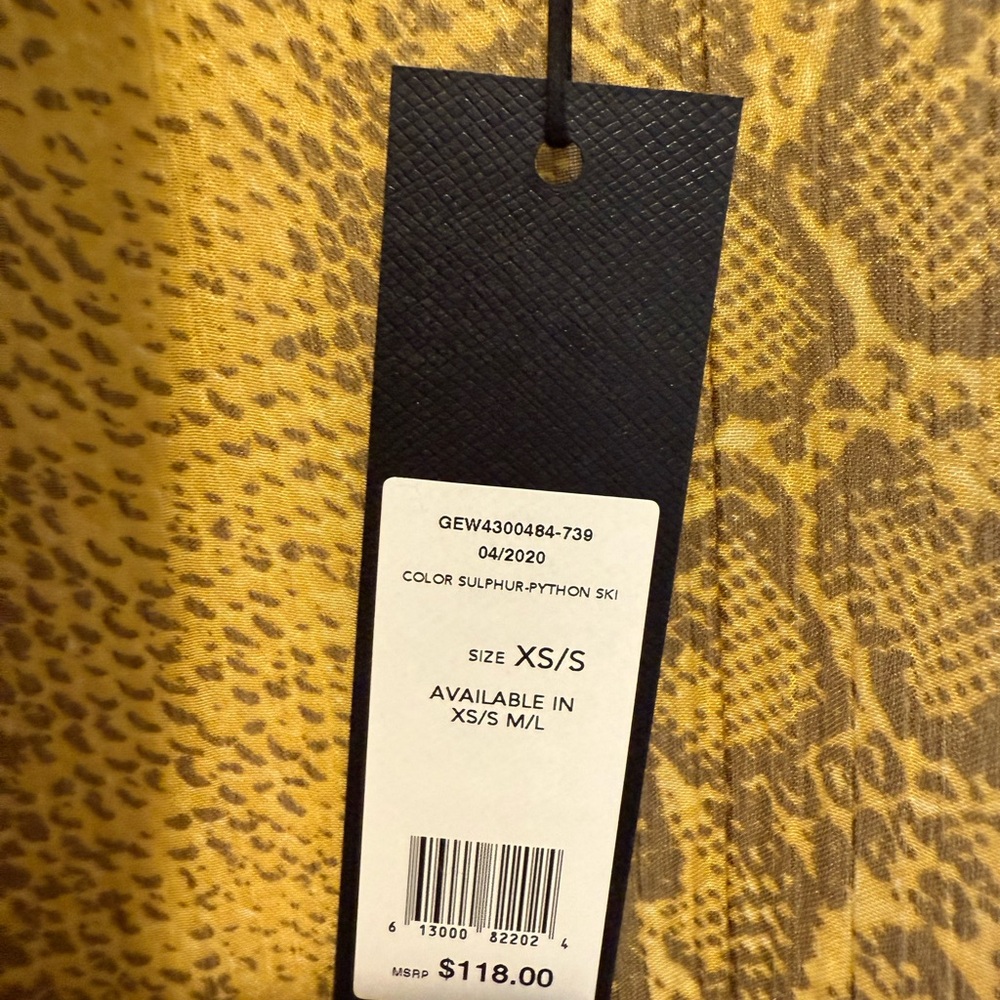 GEW4300484-739
04/2020
COLOR SULPHUR-PYTHON SKI
SIZE XS/S
AVAILABLE IN
XS/S M/L
6 13000 82202 4
MSRP $118.00